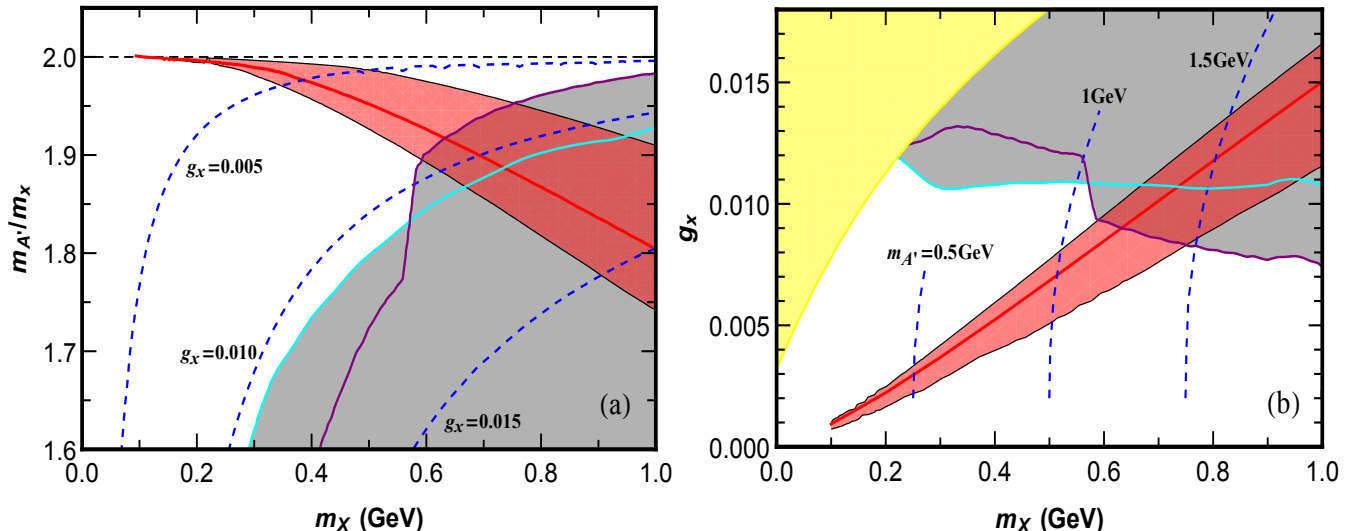 2.0
1.9
1.8
1.7
1.6
0.0 0.2 0.4 0.6 0.8 1.0
m_A'/m_x
m_X (GeV)
g_x=0.005
g_x=0.010
g_x=0.015
(a)
0.015
0.010
0.005
0.000
0.0 0.2 0.4 0.6 0.8 1.0
g_x
m_X (GeV)
1.5GeV
1GeV
m_A'=0.5GeV
(b)